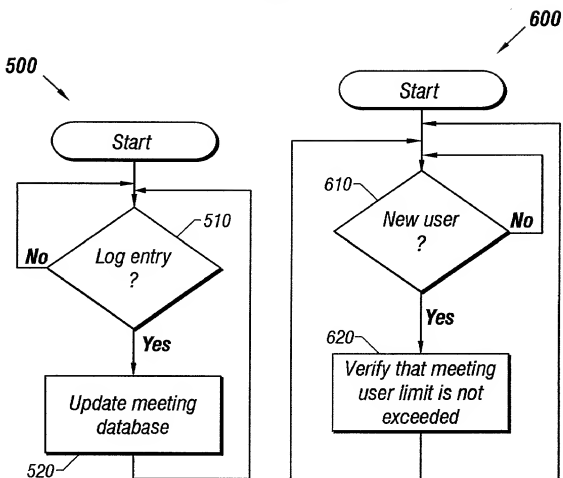 500
Start
510
No
Log entry
?
Yes
Update meeting
database
520
600
Start
610
New user
?
No
Yes
620
Verify that meeting
user limit is not
exceeded